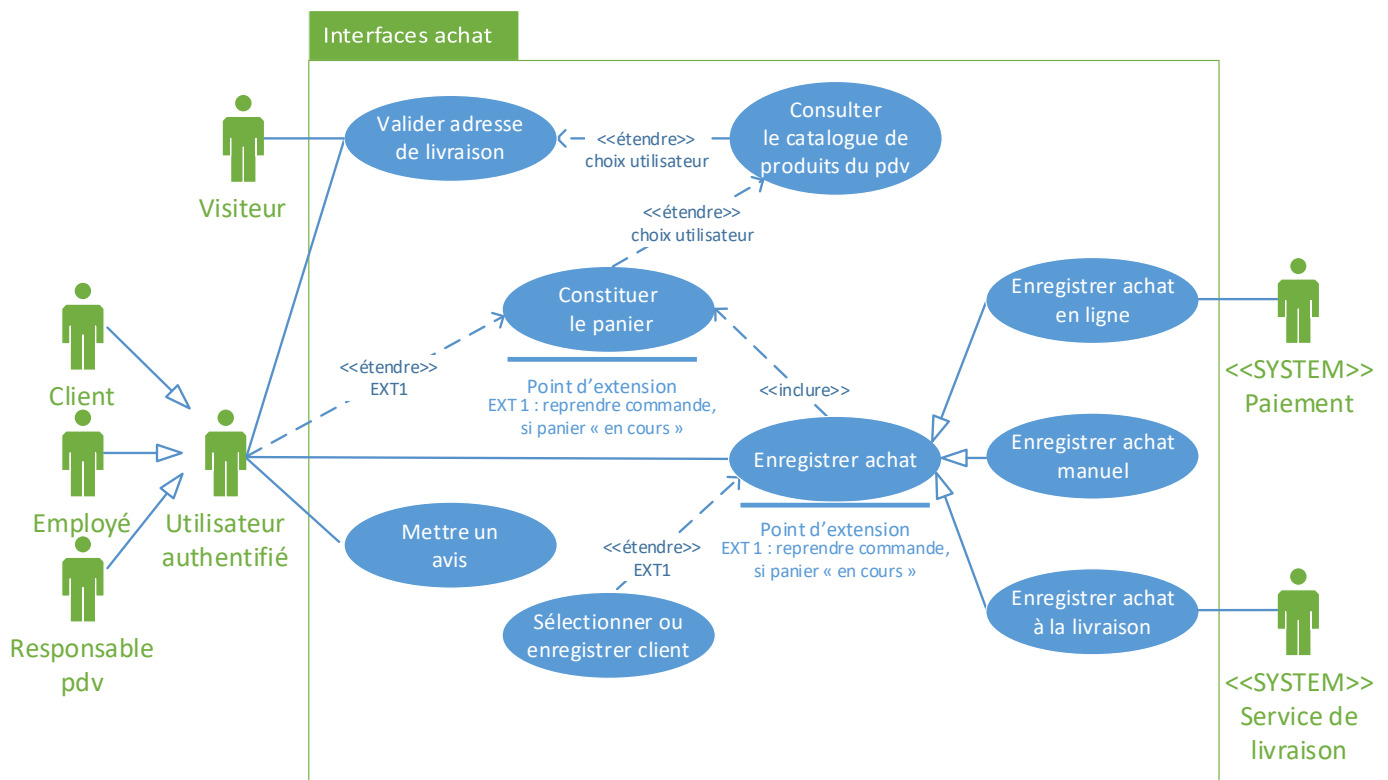 Interfaces achat
Valider adresse
de livraison
<<étendre>>
choix utilisateur
Consulter
le catalogue de
produits du pdv
Visiteur
<<étendre>>
choix utilisateur
Constituer
le panier
Enregistrer achat
en ligne
<<étendre>>
EXT1
Point d’extension
EXT 1 : reprendre commande,
si panier « en cours »
<<inclure>>
<<SYSTEM>>
Paiement
Client
Enregistrer achat
Enregistrer achat
manuel
Employé
Utilisateur
authentifié
Mettre un
avis
<<étendre>>
EXT1
Point d’extension
EXT 1 : reprendre commande,
si panier « en cours »
Sélectionner ou
enregistrer client
Enregistrer achat
à la livraison
Responsable
pdv
<<SYSTEM>>
Service de
livraison